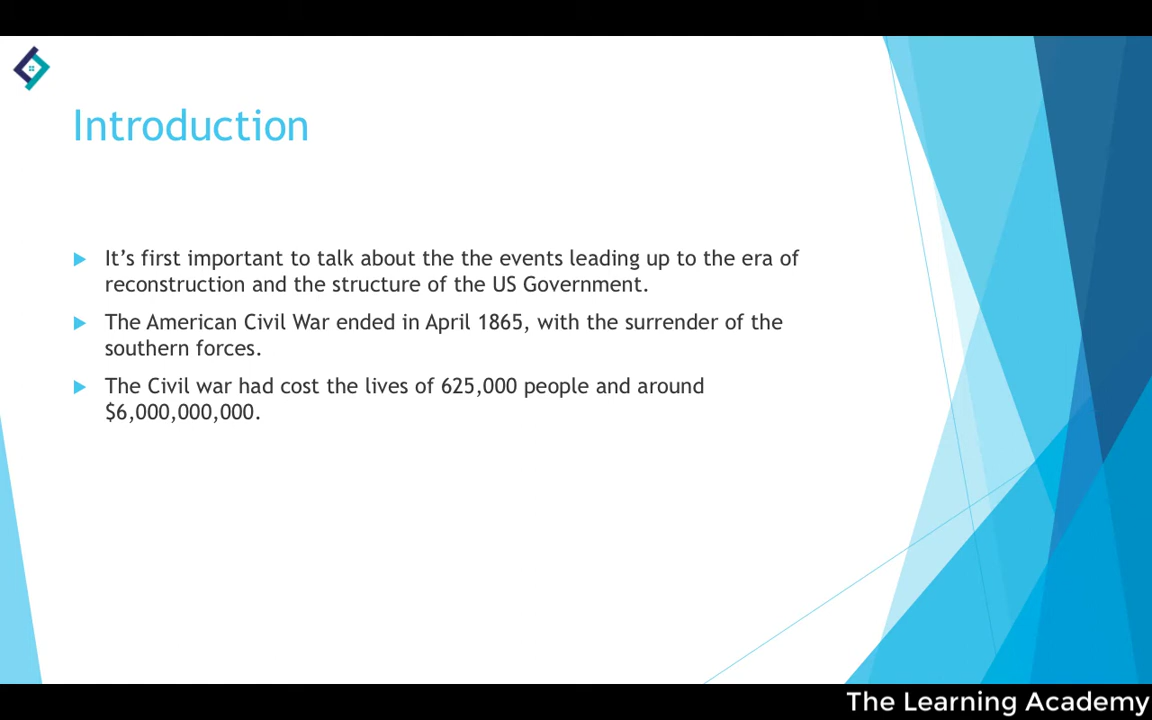 Introduction
It’s first important to talk about the the events leading up to the era of
reconstruction and the structure of the US Government.
The American Civil War ended in April 1865, with the surrender of the
southern forces.
The Civil war had cost the lives of 625,000 people and around
$6,000,000,000.
The Learning Academy